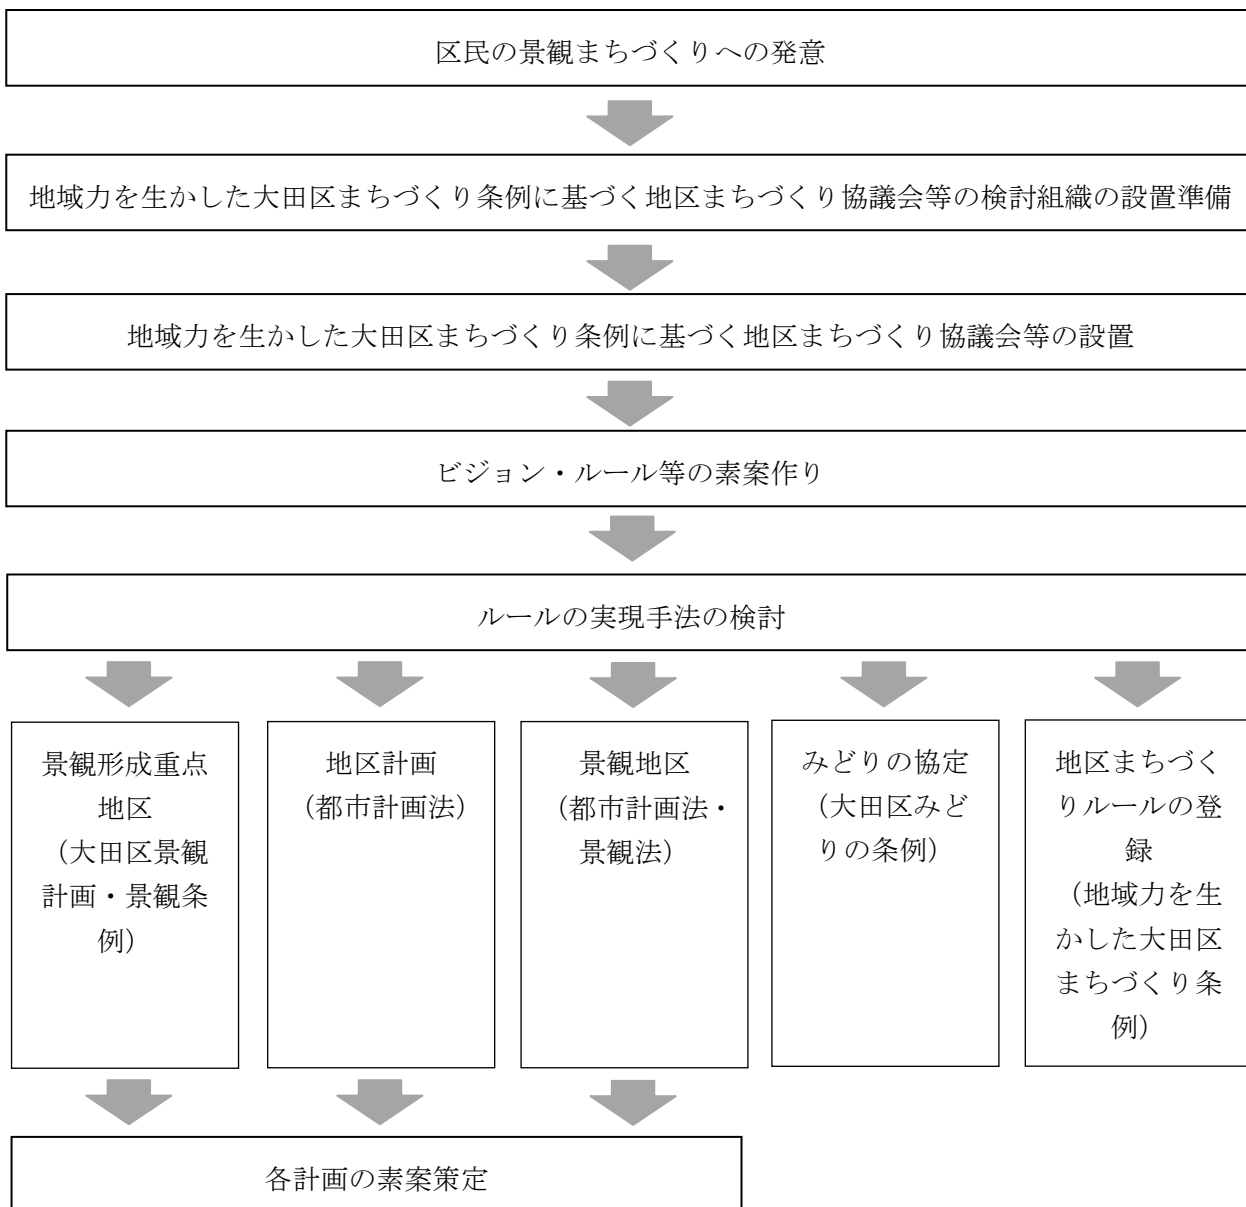 区民の景観まちづくりへの発意
地域力を生かした大田区まちづくり条例に基づく地区まちづくり協議会等の検討組織の設置準備
地域力を生かした大田区まちづくり条例に基づく地区まちづくり協議会等の設置
ビジョン・ルール等の素案作り
ルールの実現手法の検討
景観形成重点
地区
（大田区景観
計画・景観条
例）
地区計画
（都市計画法）
景観地区
（都市計画法・
景観法）
みどりの協定
（大田区みど
りの条例）
地区まちづく
りルールの登
録
（地域力を生
かした大田区
まちづくり条
例）
各計画の素案策定